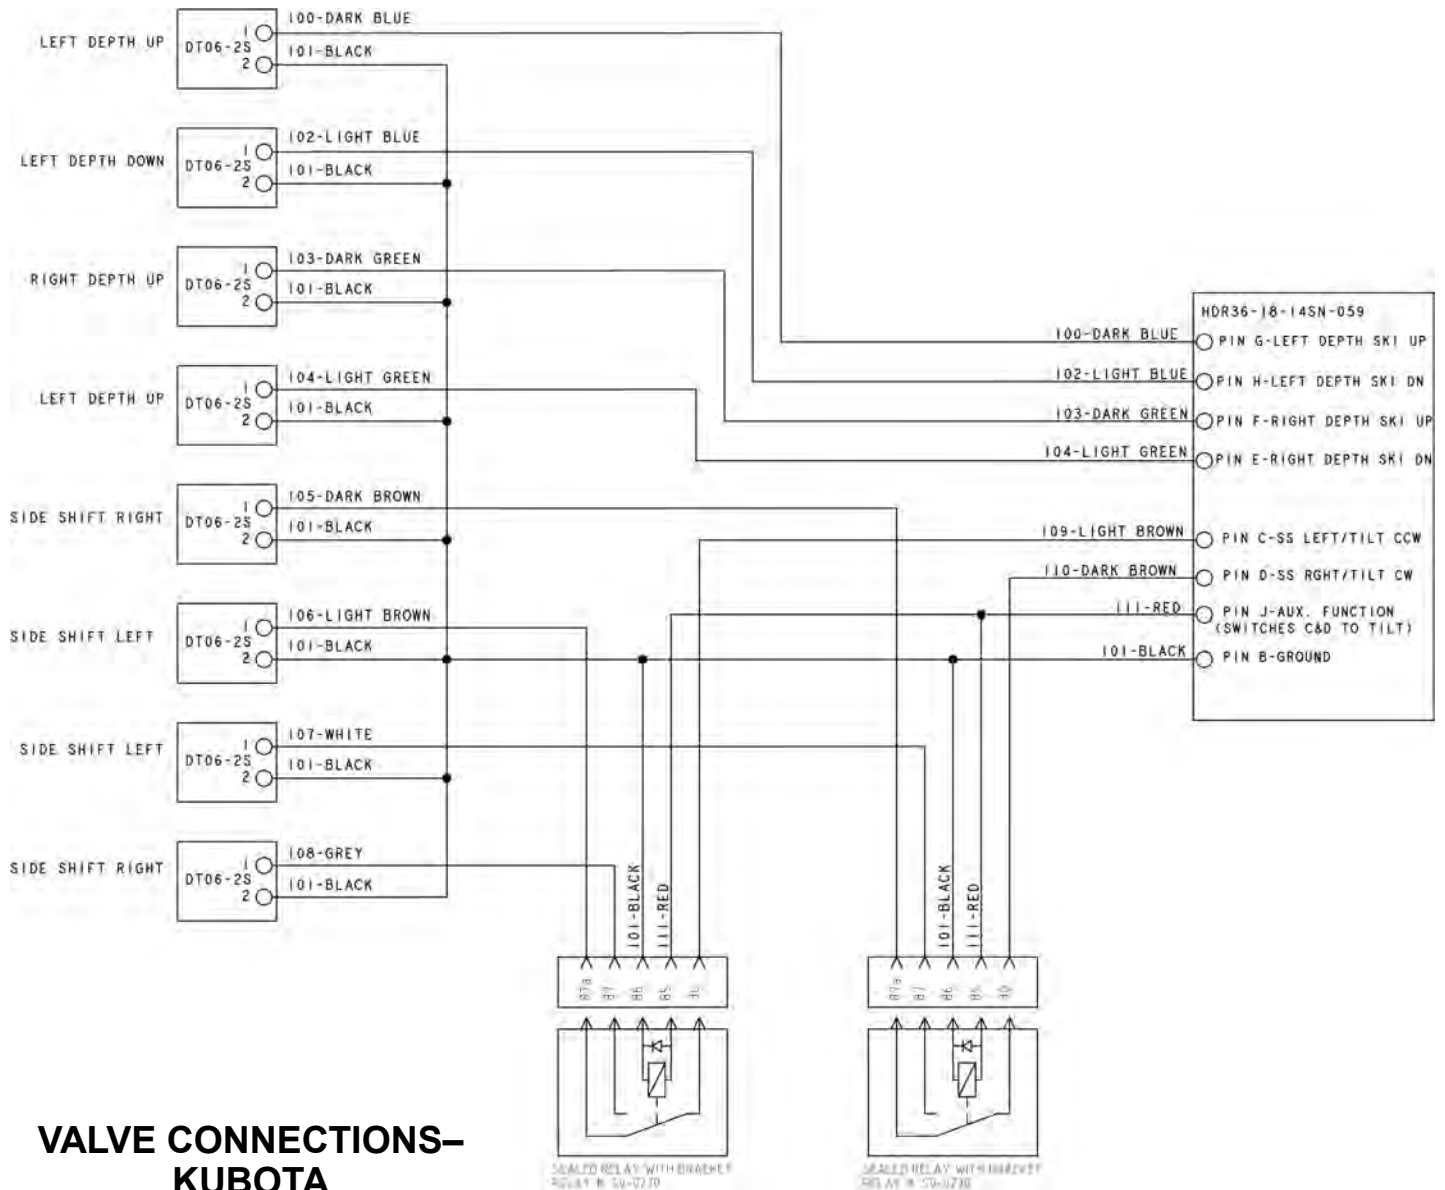 100-DARK BLUE
LEFT DEPTH UP
DT06-2S
1
101-BLACK
2
102-LIGHT BLUE
LEFT DEPTH DOWN
DT06-2S
1
101-BLACK
2
103-DARK GREEN
RIGHT DEPTH UP
DT06-2S
1
101-BLACK
2
104-LIGHT GREEN
LEFT DEPTH UP
DT06-2S
1
101-BLACK
2
105-DARK BROWN
SIDE SHIFT RIGHT
DT06-2S
1
101-BLACK
2
106-LIGHT BROWN
SIDE SHIFT LEFT
DT06-2S
1
101-BLACK
2
107-WHITE
SIDE SHIFT LEFT
DT06-2S
1
101-BLACK
2
108-GREY
SIDE SHIFT RIGHT
DT06-2S
1
101-BLACK
2
HDR36-18-14SN-059
100-DARK BLUE PIN G-LEFT DEPTH SKI UP
102-LIGHT BLUE PIN H-LEFT DEPTH SKI DN
103-DARK GREEN PIN F-RIGHT DEPTH SKI UP
104-LIGHT GREEN PIN E-RIGHT DEPTH SKI DN
109-LIGHT BROWN PIN C-SS LEFT/TILT CCW
110-DARK BROWN PIN D-SS RGHT/TILT CW
111-RED PIN J-AUX. FUNCTION
(SWITCHES C&D TO TILT)
101-BLACK PIN B-GROUND
101-BLACK
111-RED
101-BLACK
111-RED
87a
87
86
85
30
87a
87
86
85
30
SEALED RELAY WITH BRACKET
SEALED RELAY WITH BRACKET
VALVE CONNECTIONS–
KUBOTA